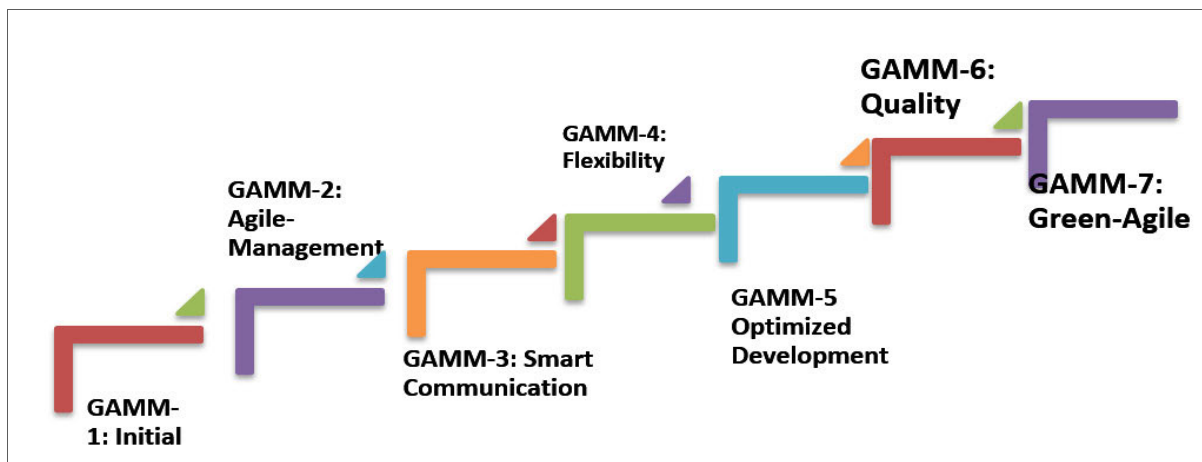 GAMM-
1: Initial
GAMM-2:
Agile-
Management
GAMM-3: Smart
Communication
GAMM-4:
Flexibility
GAMM-5
Optimized
Development
GAMM-6:
Quality
GAMM-7:
Green-Agile